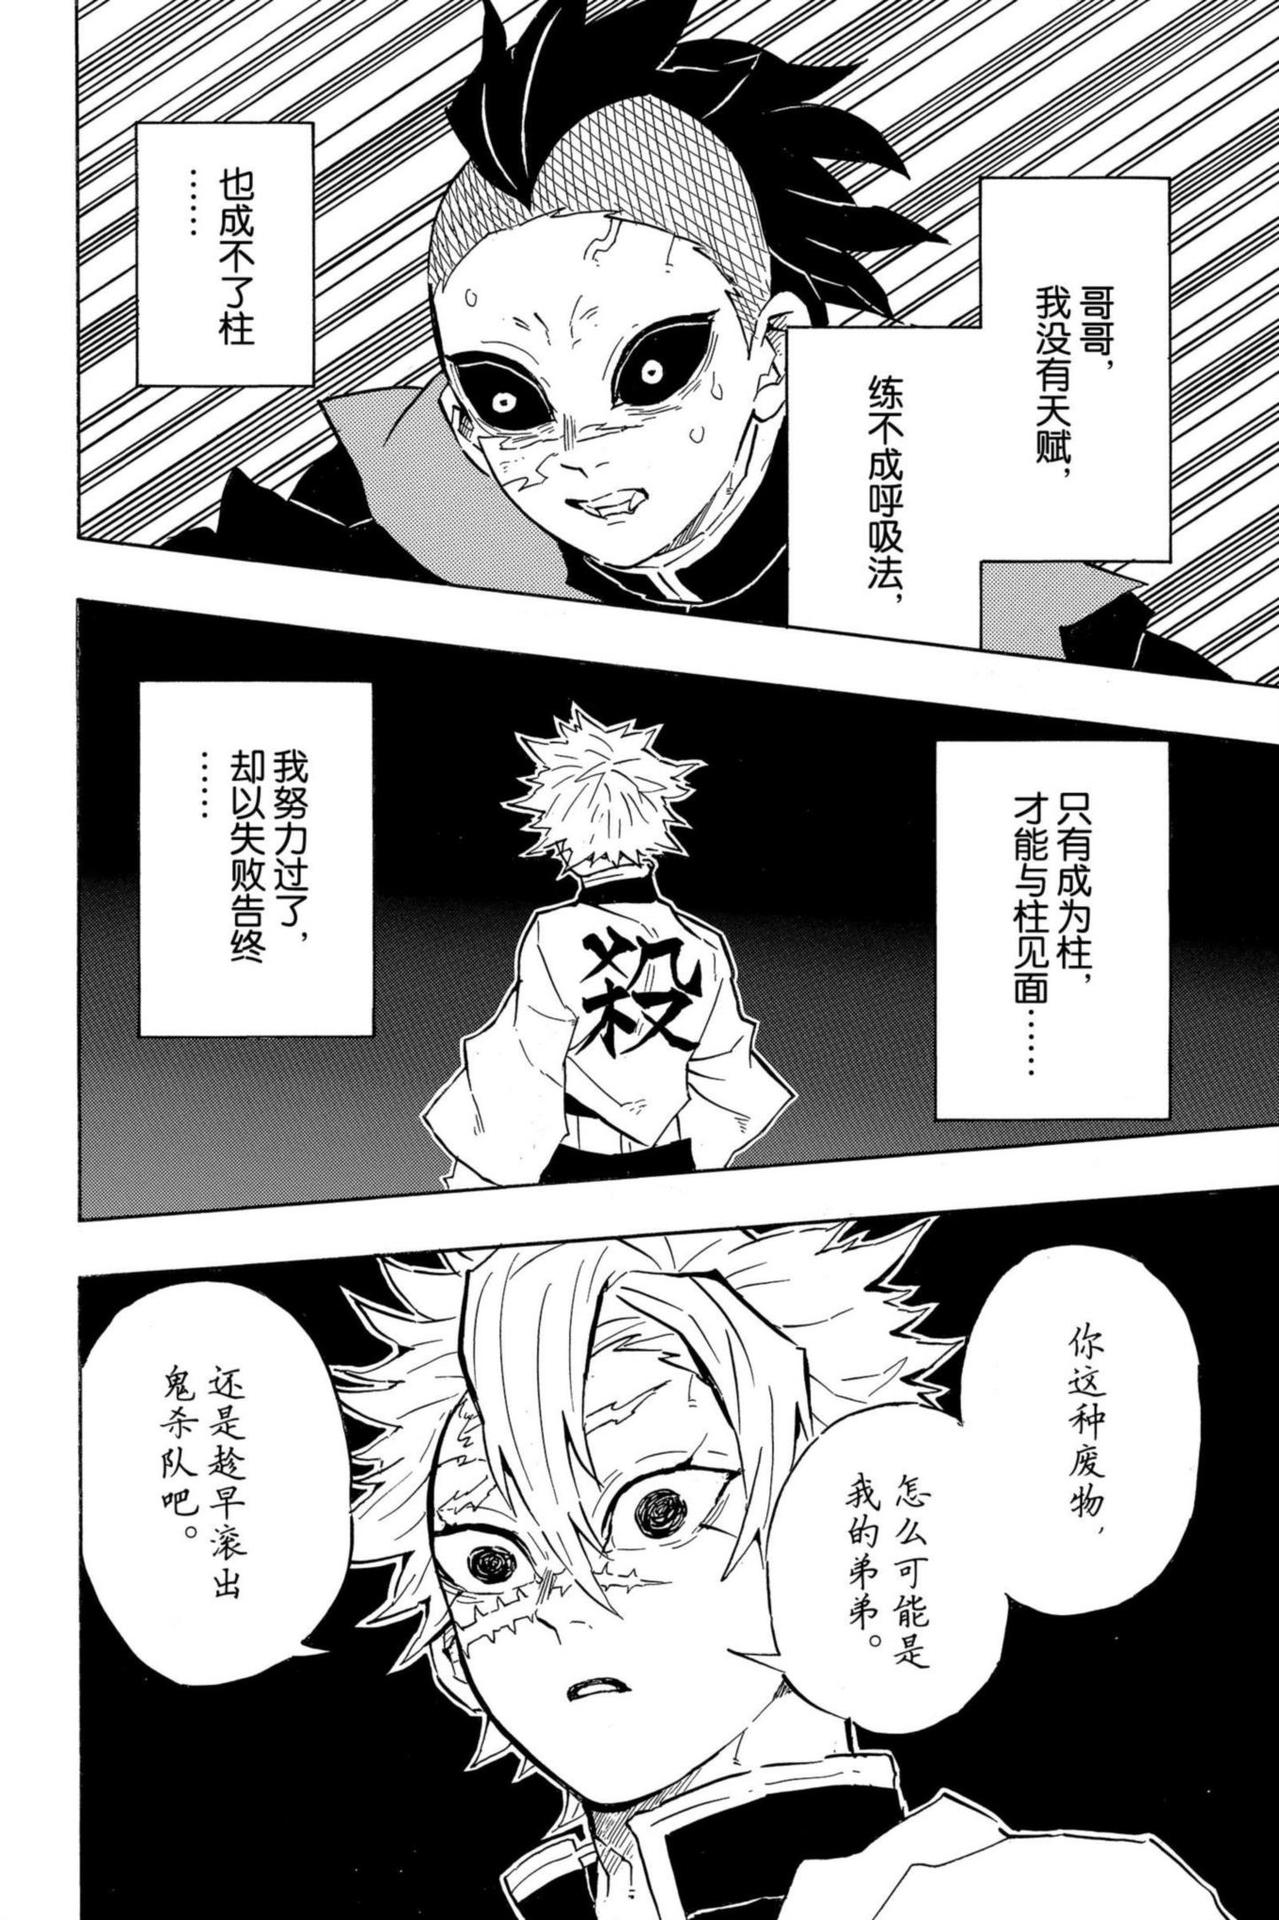 哥哥，
我没有天赋，
练不成呼吸法，
也成不了柱
……
只有成为柱，
才能与柱见面……
殺
我努力过了，
却以失败告终
……
你这种废物，
怎么可能是
我的弟弟。
还是趁早滚出
鬼杀队吧。